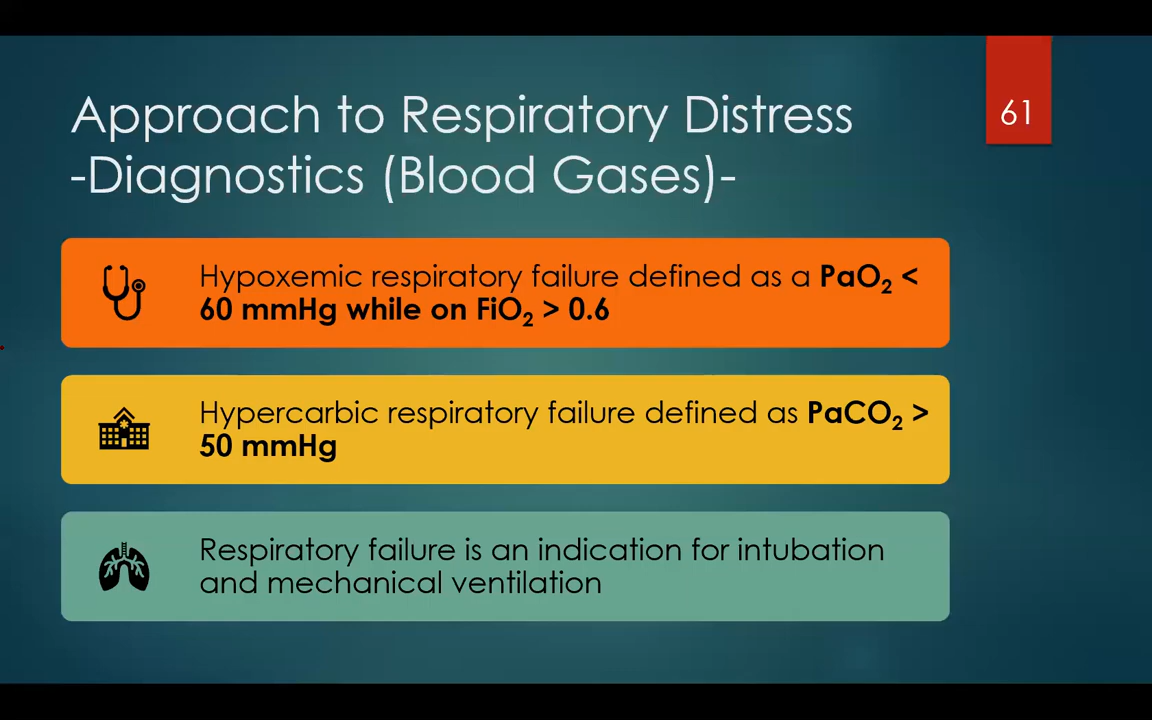 Approach to Respiratory Distress
-Diagnostics (Blood Gases)-
61
Hypoxemic respiratory failure defined as a PaO₂ <
60 mmHg while on FiO₂ > 0.6
Hypercarbic respiratory failure defined as PaCO₂ >
50 mmHg
Respiratory failure is an indication for intubation
and mechanical ventilation